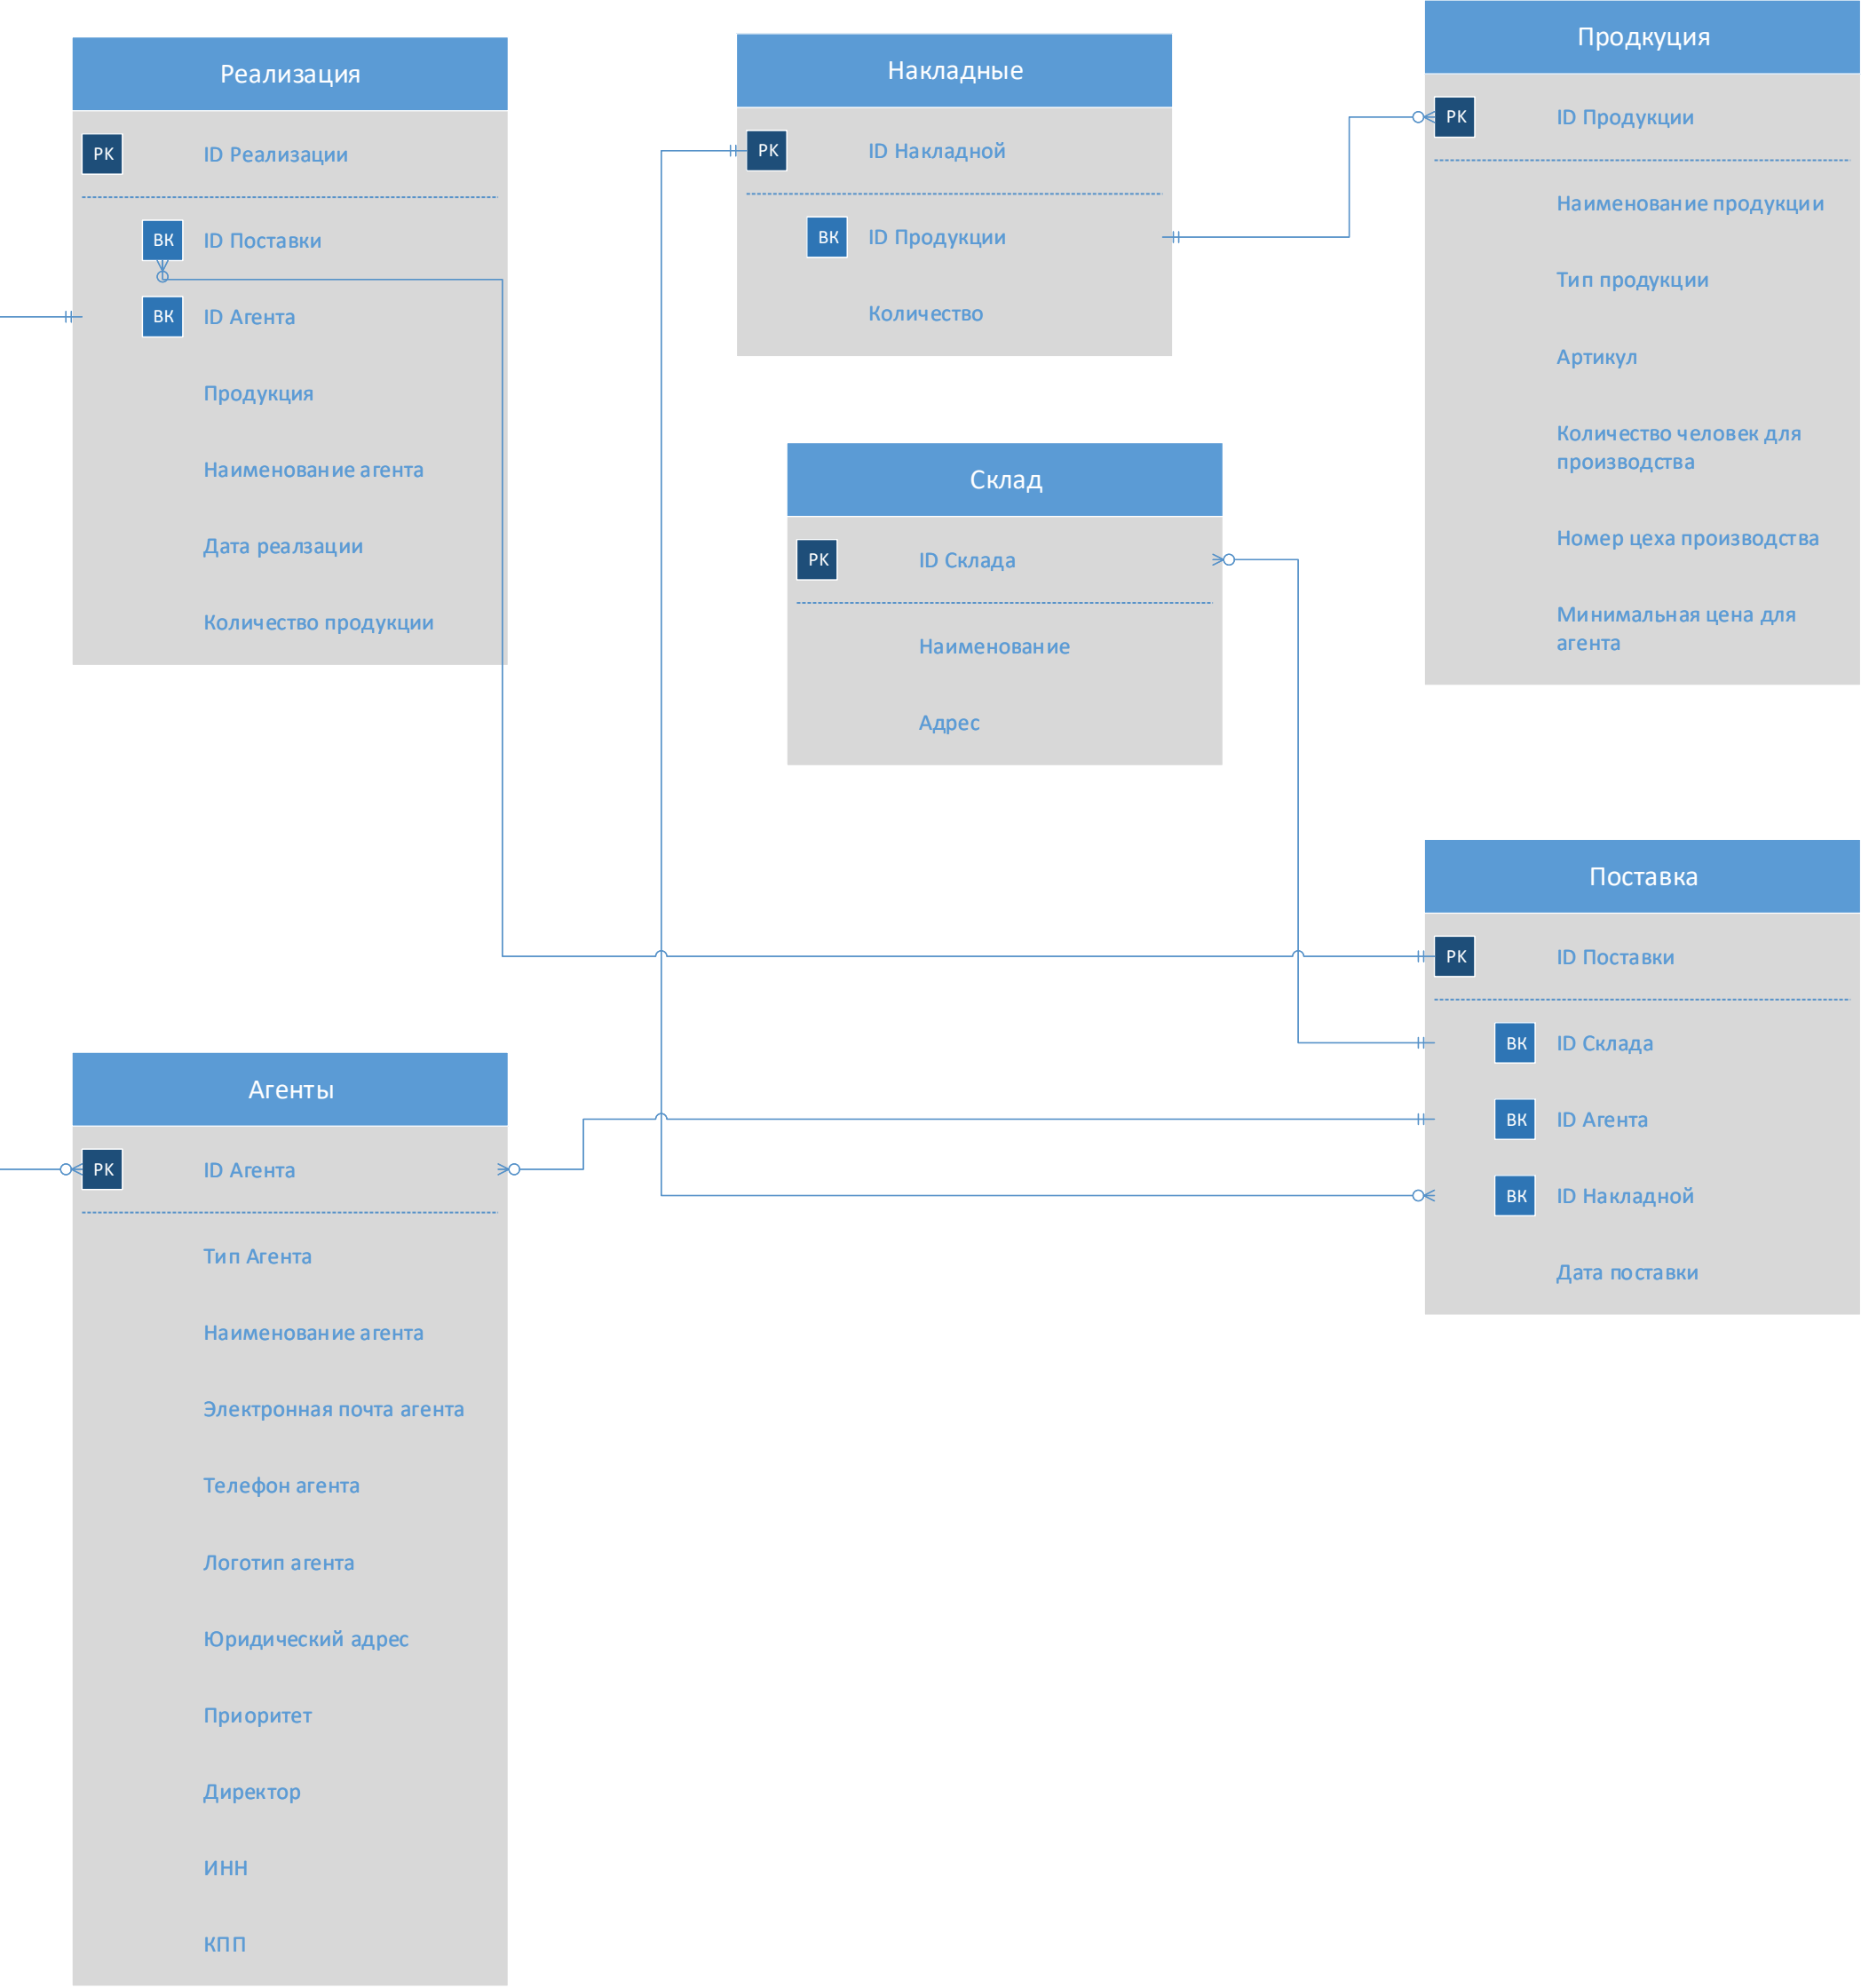 Реализация
PK ID Реализации
ВК ID Поставки
ВК ID Агента
Продукция
Наименование агента
Дата реалзации
Количество продукции
Накладные
PK ID Накладной
ВК ID Продукции
Количество
Продкуция
PK ID Продукции
Наименование продукции
Тип продукции
Артикул
Количество человек для
производства
Номер цеха производства
Минимальная цена для
агента
Склад
PK ID Склада
Наименование
Адрес
Поставка
PK ID Поставки
ВК ID Склада
ВК ID Агента
ВК ID Накладной
Дата поставки
Агенты
PK ID Агента
Тип Агента
Наименование агента
Электронная почта агента
Телефон агента
Логотип агента
Юридический адрес
Приоритет
Директор
ИНН
КПП